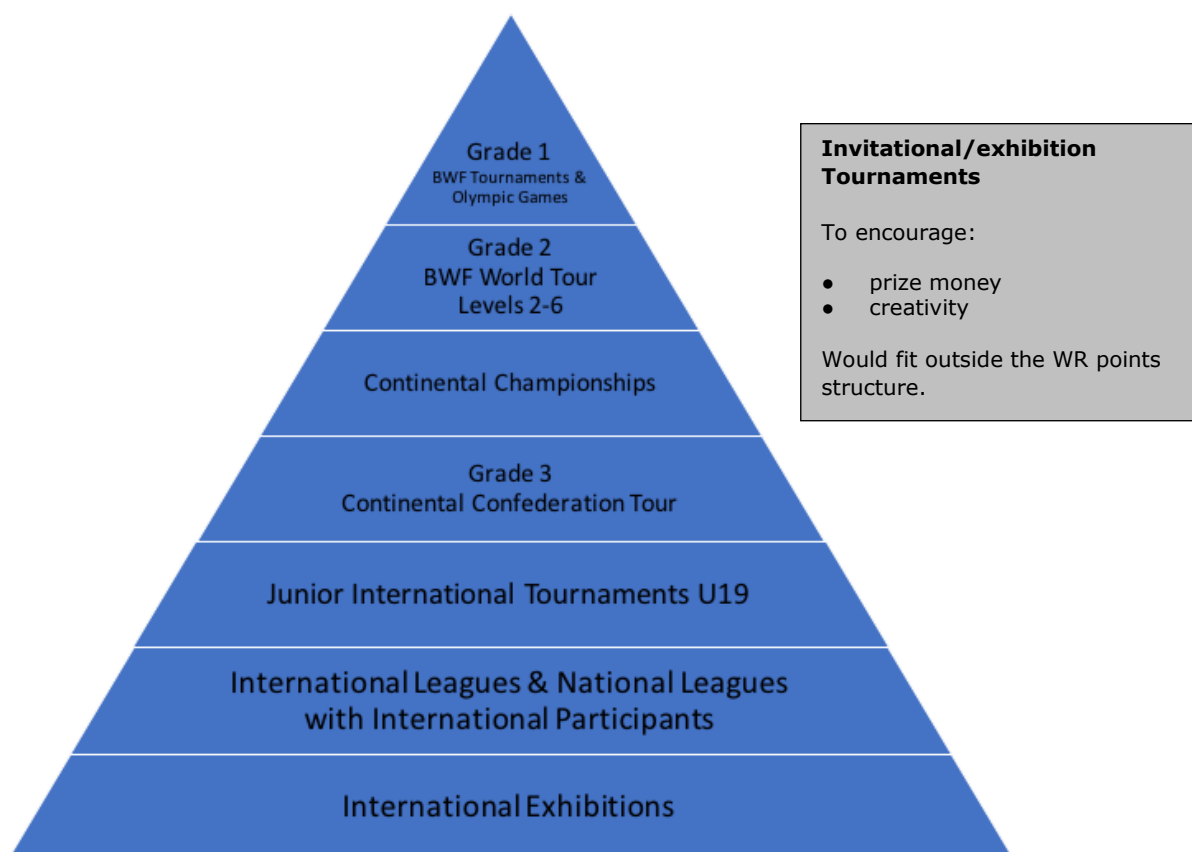 Grade 1
BWF Tournaments &
Olympic Games
Grade 2
BWF World Tour
Levels 2-6
Continental Championships
Grade 3
Continental Confederation Tour
Junior International Tournaments U19
International Leagues & National Leagues
with International Participants
International Exhibitions
Invitational/exhibition
Tournaments
To encourage:
● prize money
● creativity
Would fit outside the WR points
structure.